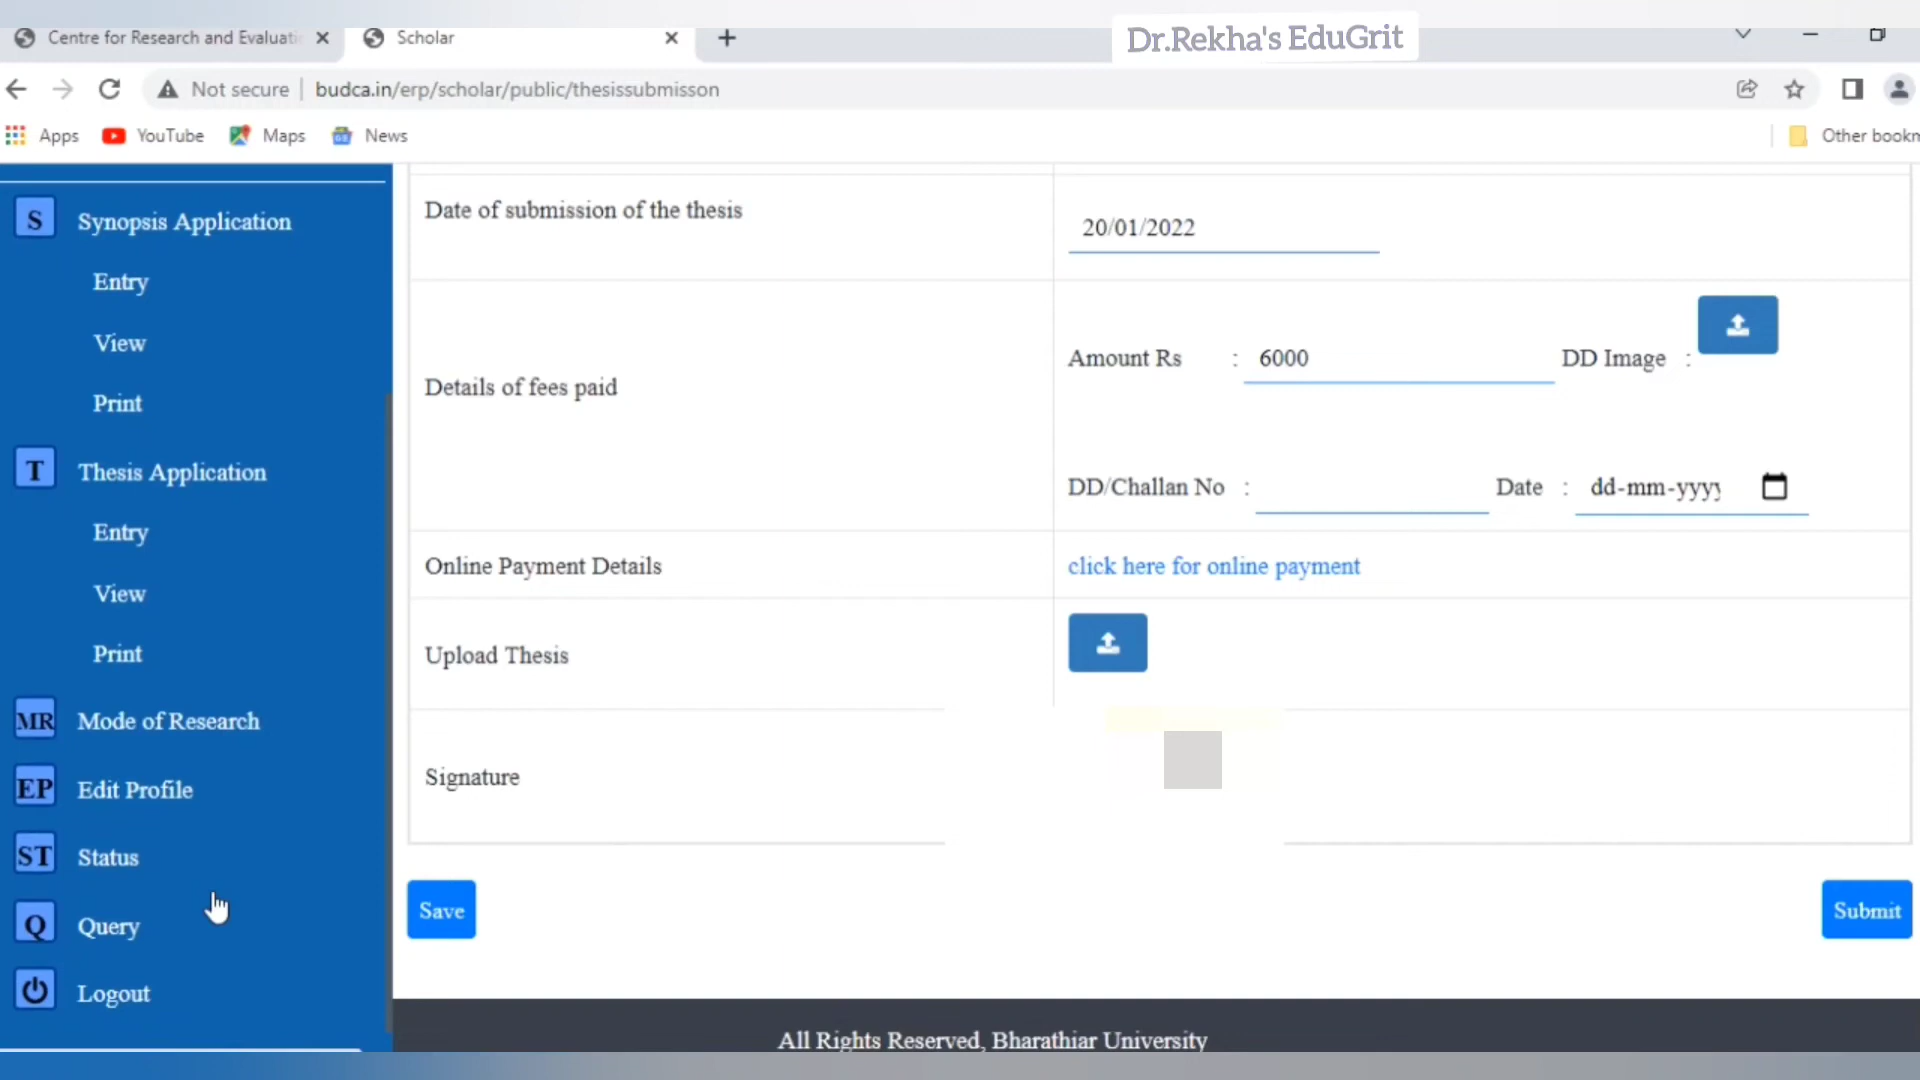 Centre for Research and Evaluati
Scholar
Dr.Rekha's EduGrit
Not secure
budca.in/erp/scholar/public/thesissubmisson
Apps
YouTube
Maps
News
Other bookm
S
Synopsis Application
Entry
View
Print
T
Thesis Application
Entry
View
Print
MR
Mode of Research
EP
Edit Profile
ST
Status
Q
Query
Logout
Date of submission of the thesis
20/01/2022
Details of fees paid
Amount Rs : 6000 DD Image :
DD/Challan No : Date : dd-mm-yyyy
Online Payment Details
click here for online payment
Upload Thesis
Signature
Save
Submit
All Rights Reserved, Bharathiar University